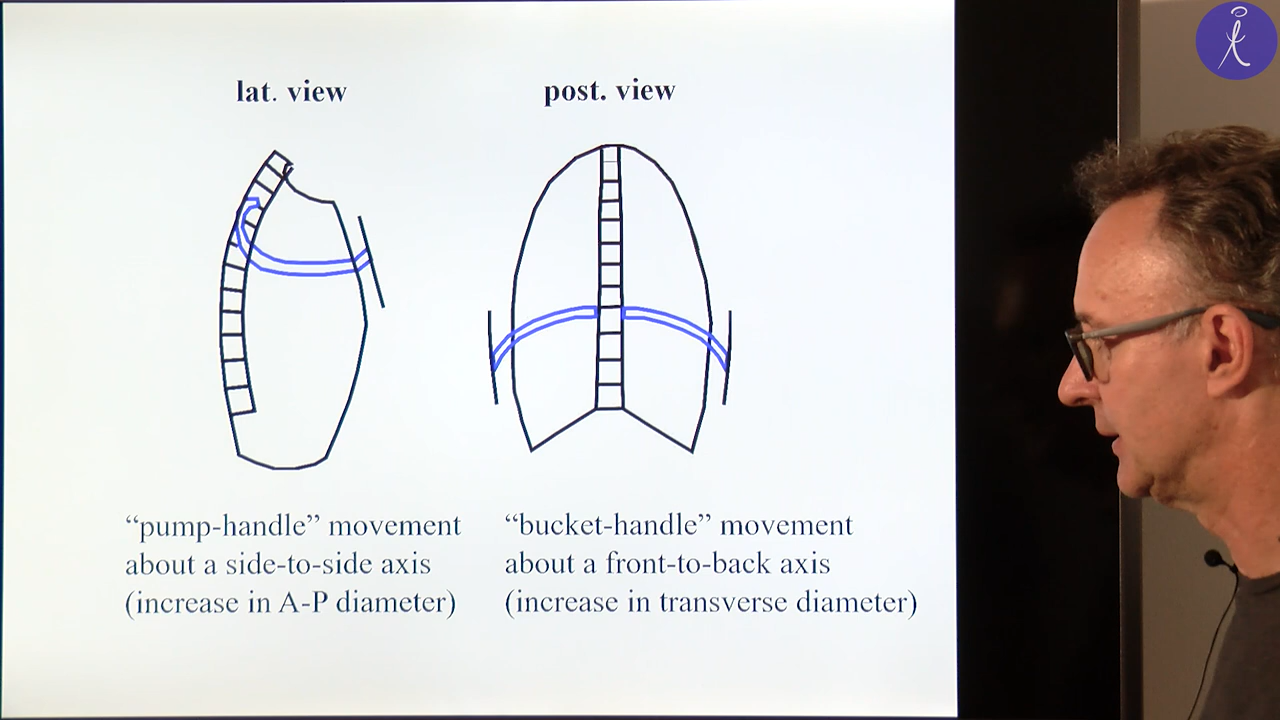 lat. view
post. view
“pump-handle” movement
about a side-to-side axis
(increase in A-P diameter)
“bucket-handle” movement
about a front-to-back axis
(increase in transverse diameter)